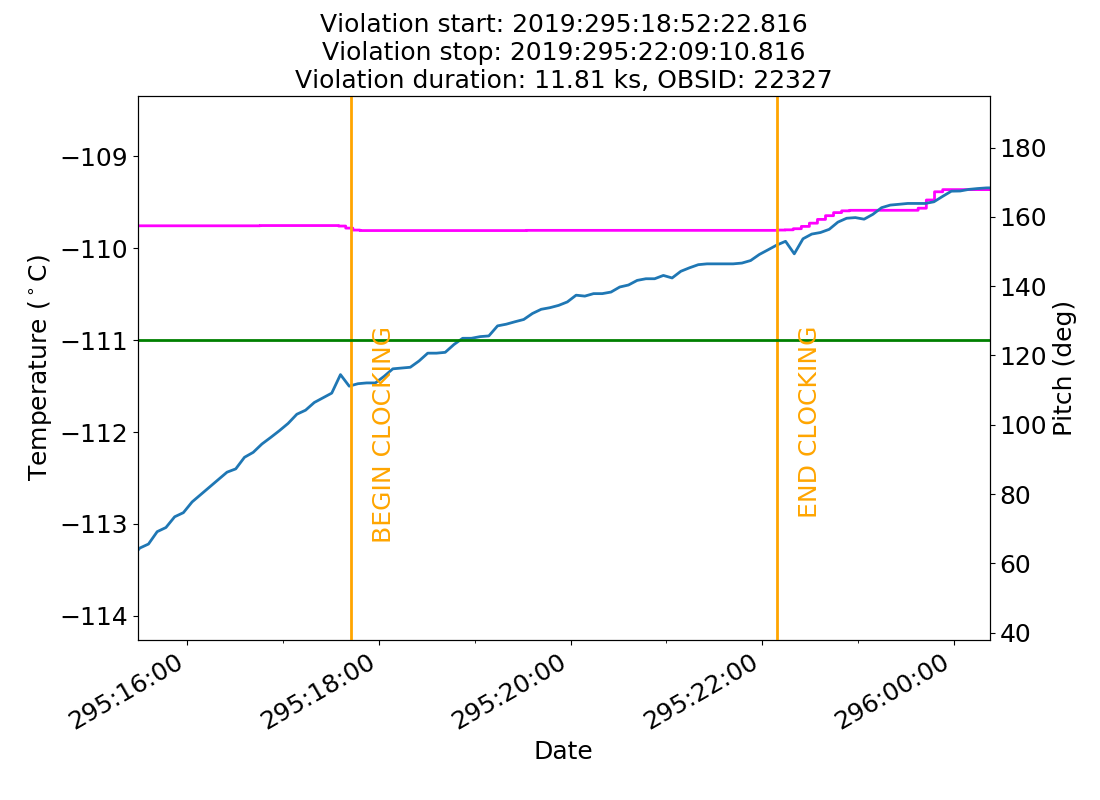 Violation start: 2019:295:18:52:22.816
Violation stop: 2019:295:22:09:10.816
Violation duration: 11.81 ks, OBSID: 22327
−109
−110
−111
−112
−113
−114
Temperature (°C)
BEGIN CLOCKING
END CLOCKING
180
160
140
120
100
80
60
40
Pitch (deg)
295:16:00
295:18:00
295:20:00
295:22:00
296:00:00
Date